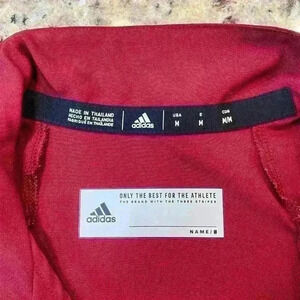 MADE IN THAILAND
HECHO EN TAILANDIA
FABRIQUÉ EN THAÏLANDE
adidas
USA
M
E
M
CDN
M/M
adidas
ONLY THE BEST FOR THE ATHLETE
THE BRAND WITH THE THREE STRIPES
NAME/#